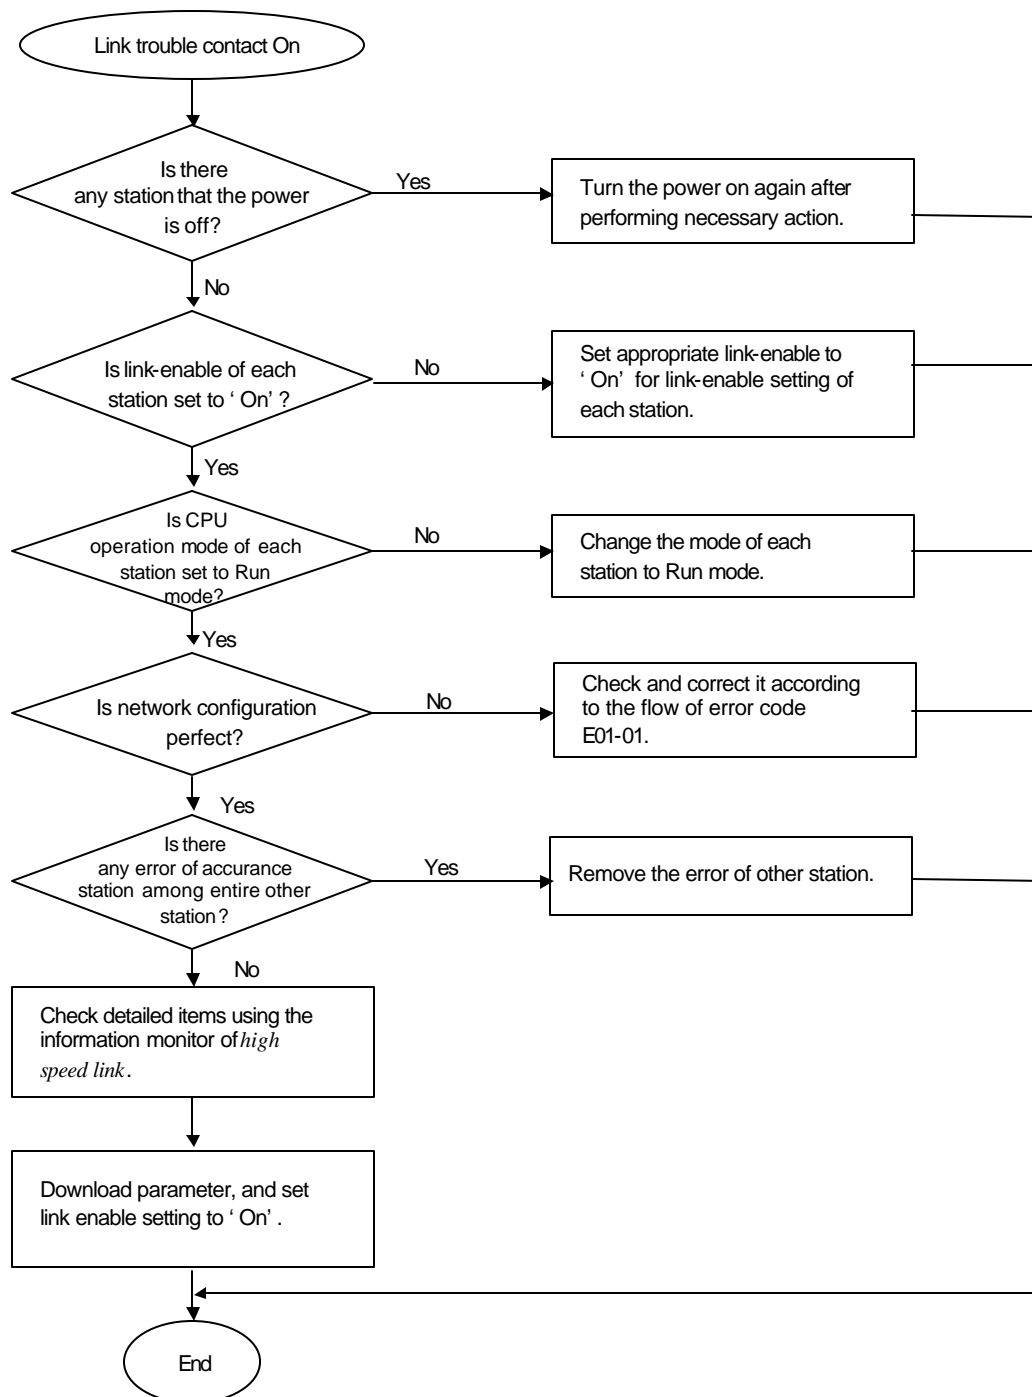 Link trouble contact On
Is there
any station that the power
is off?
Yes
Turn the power on again after
performing necessary action.
No
Is link-enable of each
station set to ‘ On’ ?
No
Set appropriate link-enable to
‘ On’ for link-enable setting of
each station.
Yes
Is CPU
operation mode of each
station set to Run
mode?
No
Change the mode of each
station to Run mode.
Yes
Is network configuration
perfect?
No
Check and correct it according
to the flow of error code
E01-01.
Yes
Is there
any error of accurance
station among entire other
station?
Yes
Remove the error of other station.
No
Check detailed items using the
information monitor of high
speed link.
Download parameter, and set
link enable setting to ‘ On’ .
End